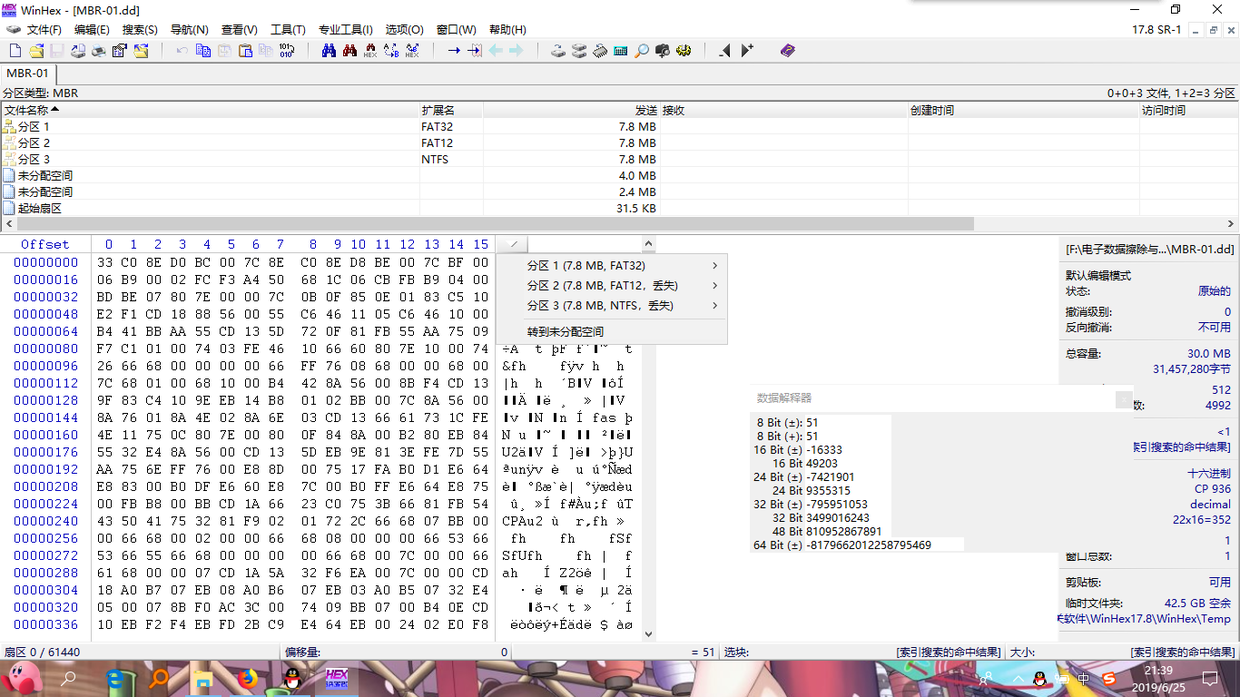 WinHex - [MBR-01.dd]
文件(F) 编辑(E) 搜索(S) 导航(N) 查看(V) 工具(T) 专业工具(I) 选项(O) 窗口(W) 帮助(H) 17.8 SR-1
MBR-01
分区类型: MBR 0+0+3 文件, 1+2=3 分区
文件名称 扩展名 发送 接收 创建时间 访问时间
分区 1 FAT32 7.8 MB
分区 2 FAT12 7.8 MB
分区 3 NTFS 7.8 MB
未分配空间 4.0 MB
未分配空间 2.4 MB
起始扇区 31.5 KB
Offset 0 1 2 3 4 5 6 7 8 9 10 11 12 13 14 15
00000000 33 C0 8E D0 BC 00 7C 8E C0 8E D8 BE 00 7C BF 00
00000016 06 B9 00 02 FC F3 A4 50 68 1C 06 CB FB B9 04 00
00000032 BD BE 07 80 7E 00 00 7C 0B 0F 85 0E 01 83 C5 10
00000048 E2 F1 CD 18 88 56 00 55 C6 46 11 05 C6 46 10 00
00000064 B4 41 BB AA 55 CD 13 5D 72 0F 81 FB 55 AA 75 09
00000080 F7 C1 01 00 74 03 FE 46 10 66 60 80 7E 10 00 74
00000096 26 66 68 00 00 00 00 66 FF 76 08 68 00 00 68 00
00000112 7C 68 01 00 68 10 00 B4 42 8A 56 00 8B F4 CD 13
00000128 9F 83 C4 10 9E EB 14 B8 01 02 BB 00 7C 8A 56 00
00000144 8A 76 01 8A 4E 02 8A 6E 03 CD 13 66 61 73 1C FE
00000160 4E 11 75 0C 80 7E 00 80 0F 84 8A 00 B2 80 EB 84
00000176 55 32 E4 8A 56 00 CD 13 5D EB 9E 81 3E FE 7D 55
00000192 AA 75 6E FF 76 00 E8 8D 00 75 17 FA B0 D1 E6 64
00000208 E8 83 00 B0 DF E6 60 E8 7C 00 B0 FF E6 64 E8 75
00000224 00 FB B8 00 BB CD 1A 66 23 C0 75 3B 66 81 FB 54
00000240 43 50 41 75 32 81 F9 02 01 72 2C 66 68 07 BB 00
00000256 00 66 68 00 02 00 00 66 68 08 00 00 00 66 53 66
00000272 53 66 55 66 68 00 00 00 00 66 68 00 7C 00 00 66
00000288 61 68 00 00 07 CD 1A 5A 32 F6 EA 00 7C 00 00 CD
00000304 18 A0 B7 07 EB 08 A0 B6 07 EB 03 A0 B5 07 32 E4
00000320 05 00 07 8B F0 AC 3C 00 74 09 BB 07 00 B4 0E CD
00000336 10 EB F2 F4 EB FD 2B C9 E4 64 EB 00 24 02 E0 F8
分区 1 (7.8 MB, FAT32)
分区 2 (7.8 MB, FAT12，丢失)
分区 3 (7.8 MB, NTFS，丢失)
转到未分配空间
数据解释器
8 Bit (±): 51
8 Bit (+): 51
16 Bit (±) -16333
16 Bit 49203
24 Bit (±) -7421901
24 Bit 9355315
32 Bit (±) -795951053
32 Bit 3499016243
48 Bit 810952867891
64 Bit (±) -8179662012258795469
[F:\电子数据擦除与...\MBR-01.dd]
默认编辑模式
状态: 原始的
撤消级别: 0
反向撤消: 不可用
总容量: 30.0 MB
31,457,280字节
512
数: 4992
<1
索引搜索的命中结果]
十六进制
CP 936
decimal
22x16=352
1
窗口总数: 1
剪贴板: 可用
临时文件夹: 42.5 GB 空余
软件\WinHex17.8\WinHex\Temp
扇区 0 / 61440 偏移量: 0 = 51 选块: [索引搜索的命中结果] 大小: [索引搜索的命中结果]
中
21:39
2019/6/25